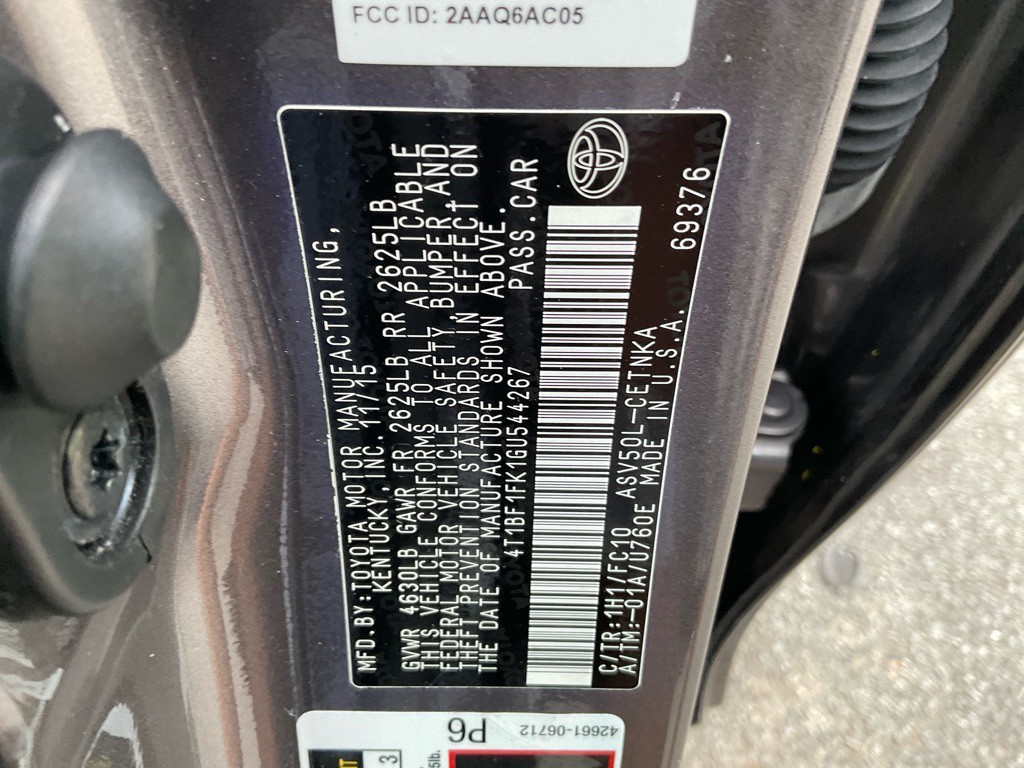 FCC ID: 2AAQ6AC05
MFD.BY:TOYOTA MOTOR MANUFACTURING,
KENTUCKY,INC.11/15
GVWR 4630LB GAWR FR 2625LB RR 2625LB
THIS VEHICLE CONFORMS TO ALL APPLICABLE
FEDERAL MOTOR VEHICLE SAFETY,BUMPER,AND
THEFT PREVENTION STANDARDS IN EFFECT ON
THE DATE OF MANUFACTURE SHOWN ABOVE.
4T1BF1FK1GU544267 PASS.CAR
C/TR:1H1/FC10 ASV50L-CETNKA
A/TM:-01A/U760E MADE IN U.S.A. 69376
P6
42661-06712
3
5lb.